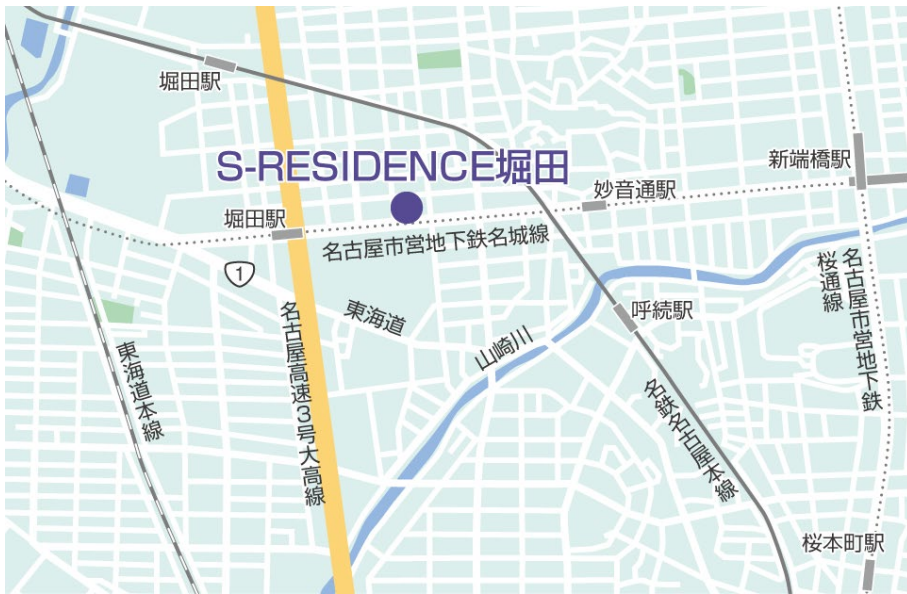 堀田駅
S-RESIDENCE堀田
新端橋駅
妙音通駅
堀田駅
名古屋市営地下鉄名城線
1
東海道
呼続駅
名古屋市営地下鉄
桜通線
山崎川
名古屋高速3号大高線
東海道本線
名鉄名古屋本線
桜本町駅